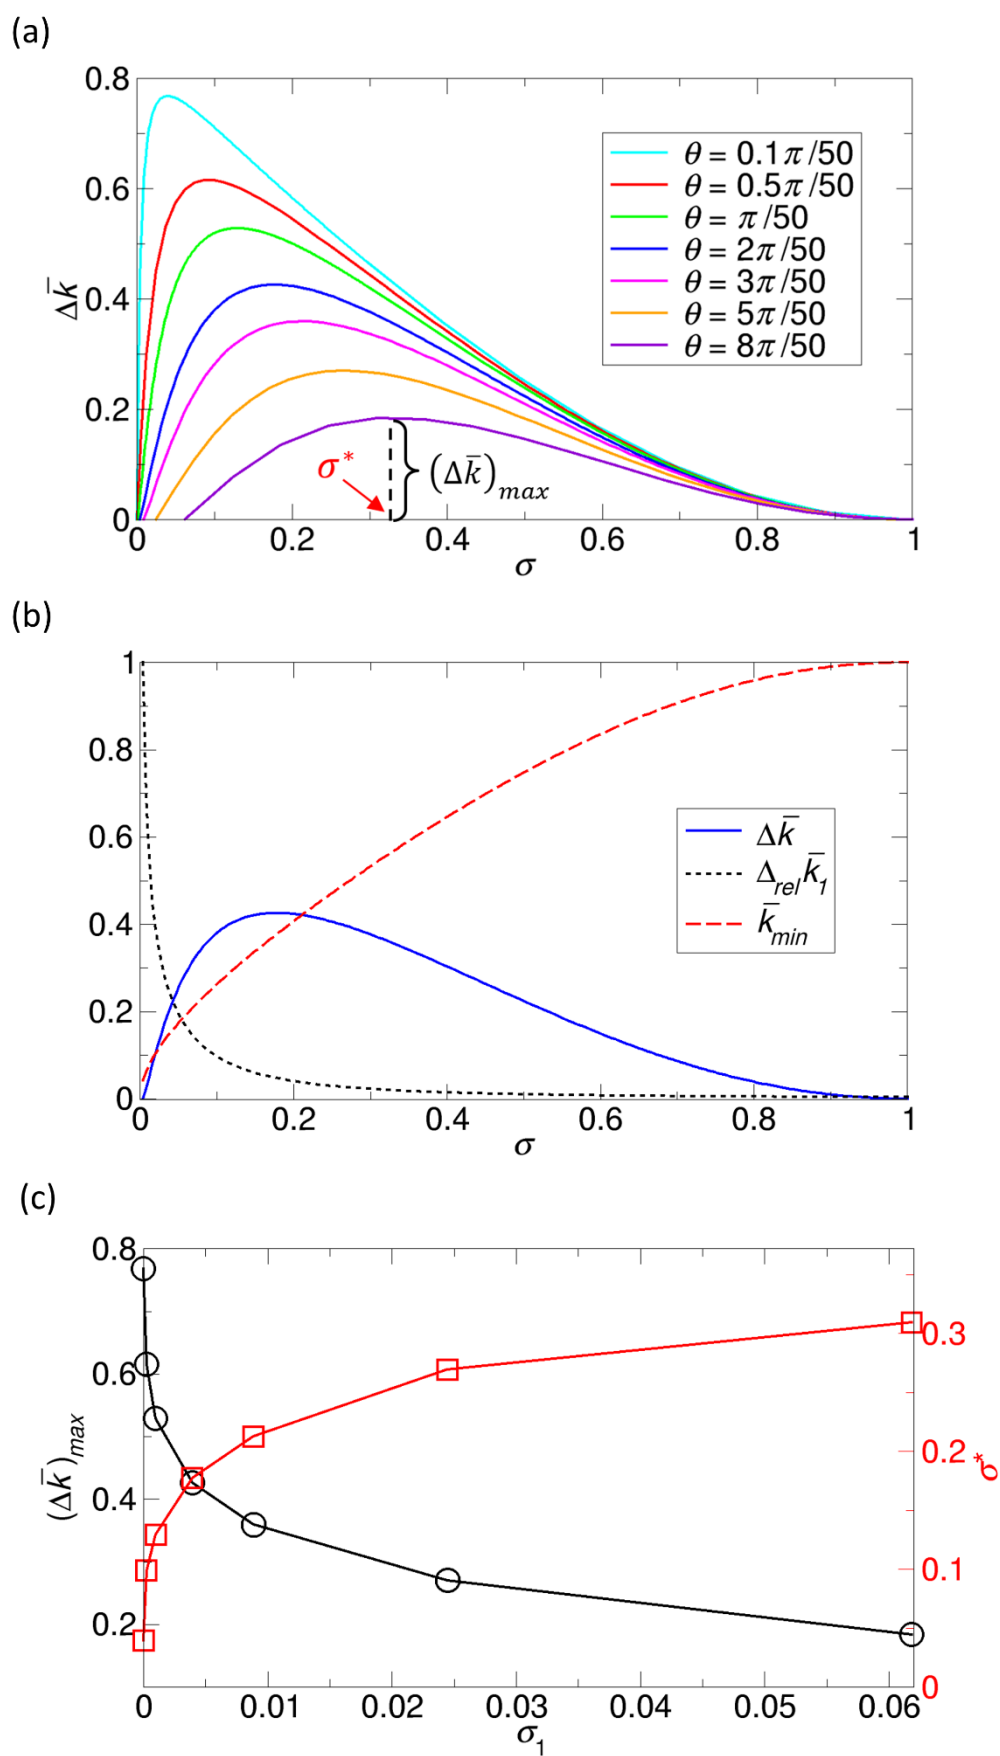 (a)
0.8
0.6
0.4
0.2
0
Δk̄
θ = 0.1π/50
θ = 0.5π/50
θ = π/50
θ = 2π/50
θ = 3π/50
θ = 5π/50
θ = 8π/50
σ*
(Δk̄)max
0 0.2 0.4 0.6 0.8 1
σ
(b)
1
0.8
0.6
0.4
0.2
0
Δk̄
Δrel k̄1
k̄min
0 0.2 0.4 0.6 0.8 1
σ
(c)
0.8
0.6
0.4
0.2
(Δk̄)max
0.3
0.2
0.1
0
σ*
0 0.01 0.02 0.03 0.04 0.05 0.06
σ1